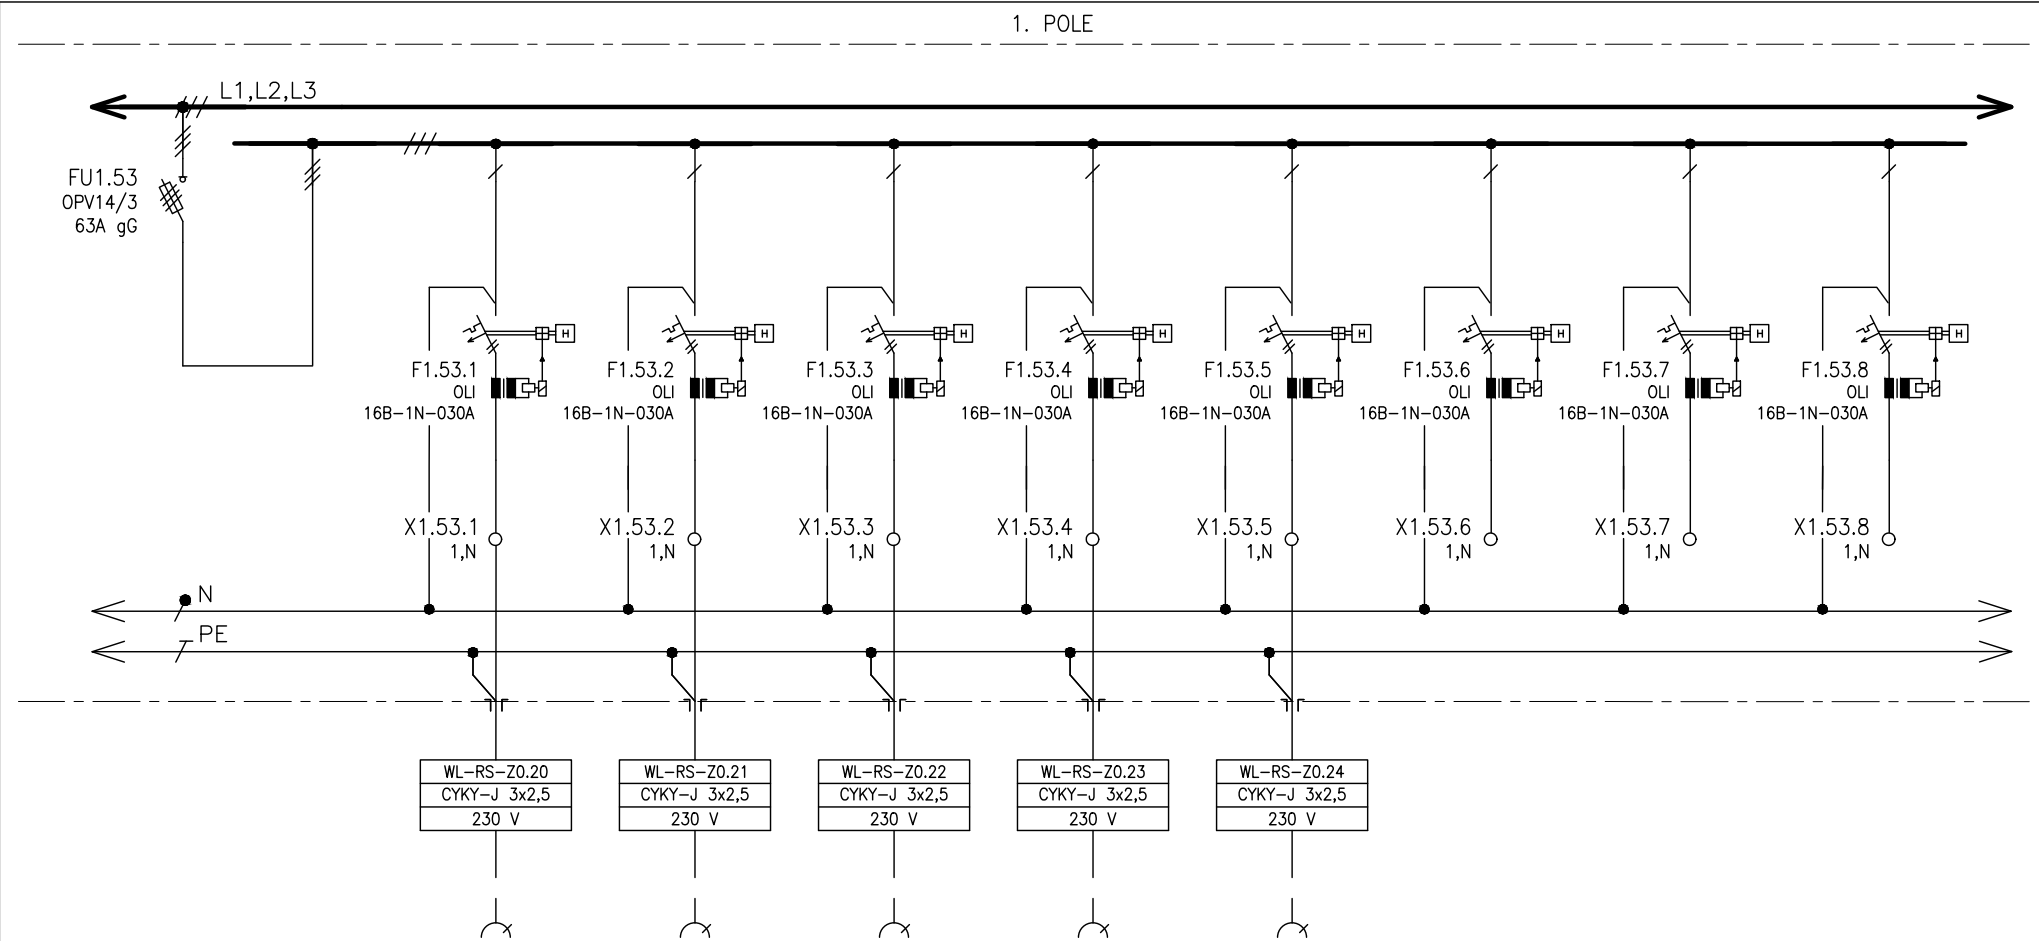 1. POLE
L1,L2,L3
FU1.53
OPV14/3
63A gG
H
H
H
H
H
H
H
H
F1.53.1
OLI
16B-1N-030A
F1.53.2
OLI
16B-1N-030A
F1.53.3
OLI
16B-1N-030A
F1.53.4
OLI
16B-1N-030A
F1.53.5
OLI
16B-1N-030A
F1.53.6
OLI
16B-1N-030A
F1.53.7
OLI
16B-1N-030A
F1.53.8
OLI
16B-1N-030A
X1.53.1
1,N
X1.53.2
1,N
X1.53.3
1,N
X1.53.4
1,N
X1.53.5
1,N
X1.53.6
1,N
X1.53.7
1,N
X1.53.8
1,N
N
PE
WL-RS-Z0.20
CYKY-J 3x2,5
230 V
WL-RS-Z0.21
CYKY-J 3x2,5
230 V
WL-RS-Z0.22
CYKY-J 3x2,5
230 V
WL-RS-Z0.23
CYKY-J 3x2,5
230 V
WL-RS-Z0.24
CYKY-J 3x2,5
230 V